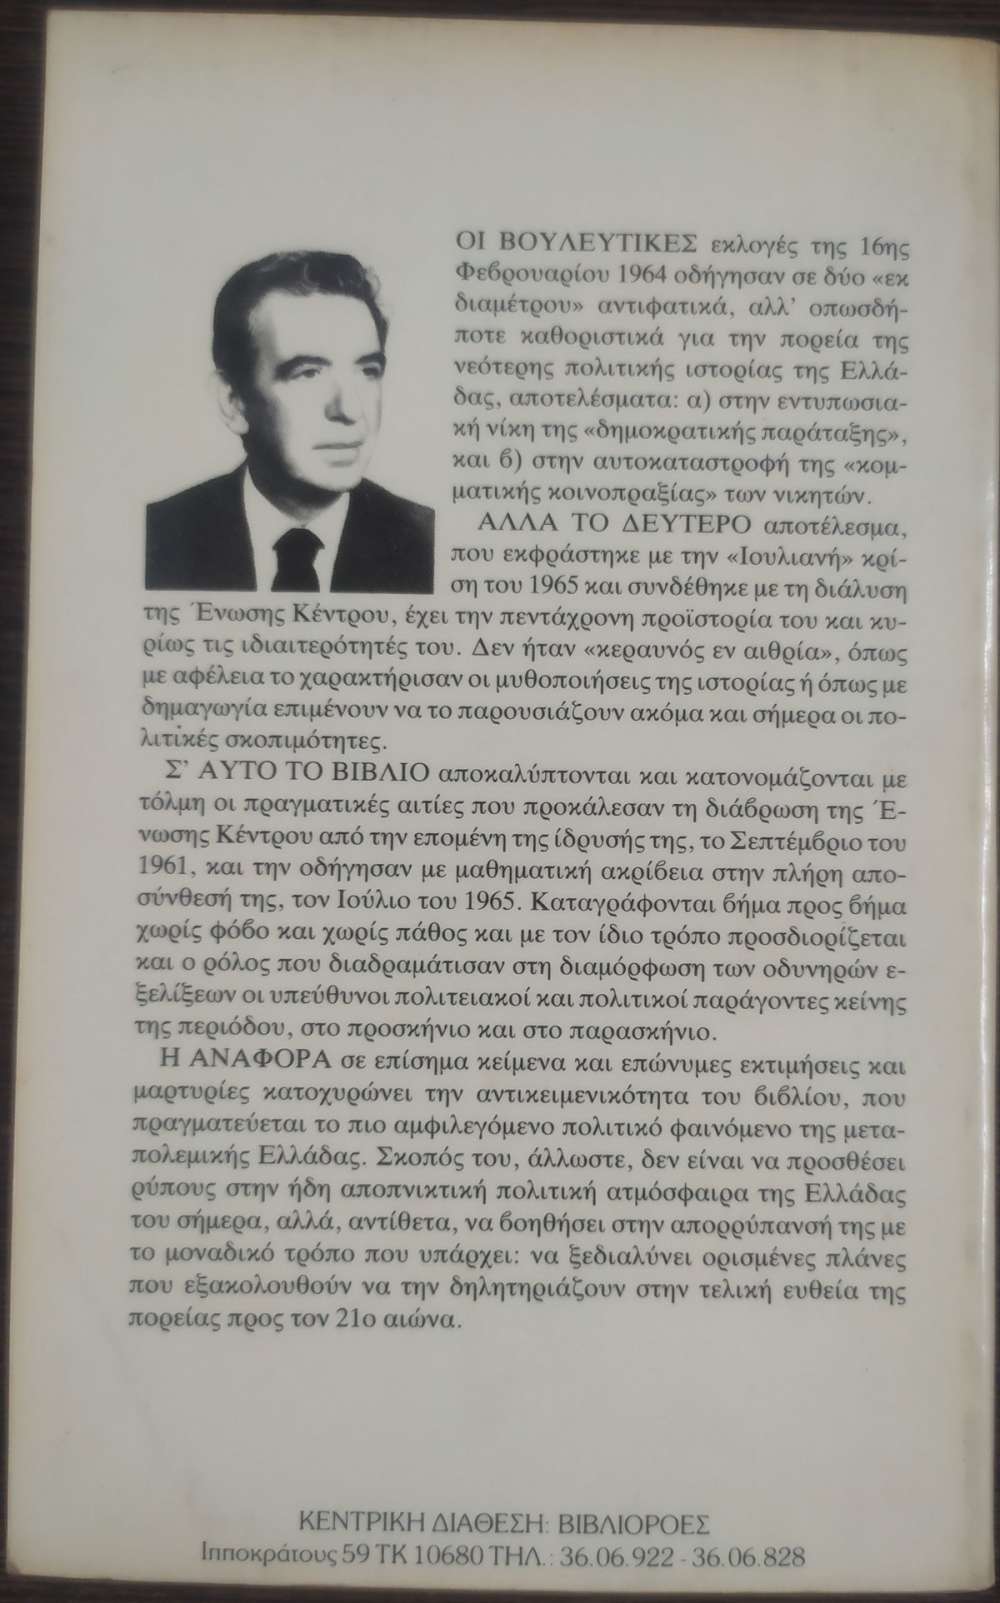 ΟΙ ΒΟΥΛΕΥΤΙΚΕΣ εκλογές της 16ης
Φεβρουαρίου 1964 οδήγησαν σε δύο «εκ
διαμέτρου» αντιφατικά, αλλ' οπωσδή-
ποτε καθοριστικά για την πορεία της
νεότερης πολιτικής ιστορίας της Ελλά-
δας, αποτελέσματα: α) στην εντυπωσια-
κή νίκη της «δημοκρατικής παράταξης»,
και β) στην αυτοκαταστροφή της «κομ-
ματικής κοινοπραξίας» των νικητών.
ΑΛΛΑ ΤΟ ΔΕΥΤΕΡΟ αποτέλεσμα,
που εκφράστηκε με την «Ιουλιανή» κρί-
ση του 1965 και συνδέθηκε με τη διάλυση
της Ένωσης Κέντρου, έχει την πεντάχρονη προϊστορία του και κυ-
ρίως τις ιδιαιτερότητές του. Δεν ήταν «κεραυνός εν αιθρία», όπως
με αφέλεια το χαρακτήρισαν οι μυθοποιήσεις της ιστορίας ή όπως με
δημαγωγία επιμένουν να το παρουσιάζουν ακόμα και σήμερα οι πο-
λιτικές σκοπιμότητες.
Σ' ΑΥΤΟ ΤΟ ΒΙΒΛΙΟ αποκαλύπτονται και κατονομάζονται με
τόλμη οι πραγματικές αιτίες που προκάλεσαν τη διάβρωση της Έ-
νωσης Κέντρου από την επομένη της ίδρυσής της, το Σεπτέμβριο του
1961, και την οδήγησαν με μαθηματική ακρίβεια στην πλήρη απο-
σύνθεσή της, τον Ιούλιο του 1965. Καταγράφονται βήμα προς βήμα
χωρίς φόβο και χωρίς πάθος και με τον ίδιο τρόπο προσδιορίζεται
και ο ρόλος που διαδραμάτισαν στη διαμόρφωση των οδυνηρών ε-
ξελίξεων οι υπεύθυνοι πολιτειακοί και πολιτικοί παράγοντες κείνης
της περιόδου, στο προσκήνιο και στο παρασκήνιο.
Η ΑΝΑΦΟΡΑ σε επίσημα κείμενα και επώνυμες εκτιμήσεις και
μαρτυρίες κατοχυρώνει την αντικειμενικότητα του βιβλίου, που
πραγματεύεται το πιο αμφιλεγόμενο πολιτικό φαινόμενο της μετα-
πολεμικής Ελλάδας. Σκοπός του, άλλωστε, δεν είναι να προσθέσει
ρύπους στην ήδη αποπνικτική πολιτική ατμόσφαιρα της Ελλάδας
του σήμερα, αλλά, αντίθετα, να βοηθήσει στην απορρύπανσή της με
το μοναδικό τρόπο που υπάρχει: να ξεδιαλύνει ορισμένες πλάνες
που εξακολουθούν να την δηλητηριάζουν στην τελική ευθεία της
πορείας προς τον 21ο αιώνα.
ΚΕΝΤΡΙΚΗ ΔΙΑΘΕΣΗ: ΒΙΒΛΙΟΡΟΕΣ
Ιπποκράτους 59 ΤΚ 10680 ΤΗΛ.: 36.06.922 - 36.06.828